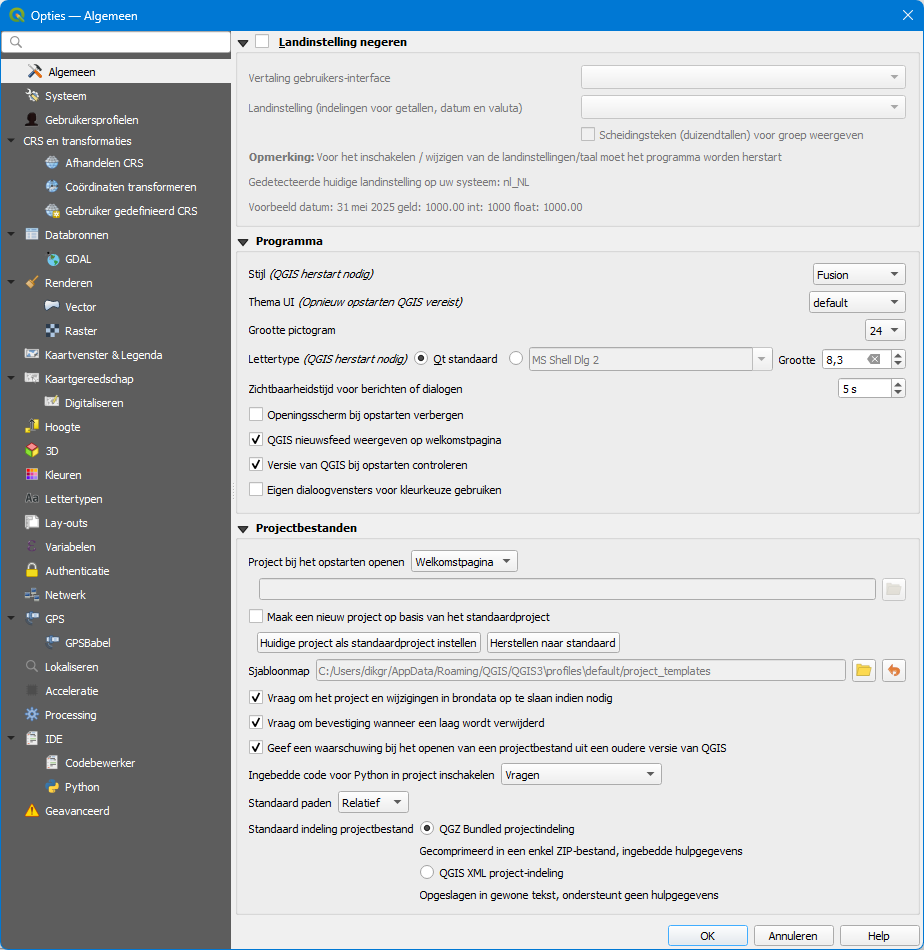 Opties — Algemeen
Algemeen
Systeem
Gebruikersprofielen
CRS en transformaties
Afhandelen CRS
Coördinaten transformeren
Gebruiker gedefinieerd CRS
Databronnen
GDAL
Renderen
Vector
Raster
Kaartvenster & Legenda
Kaartgereedschap
Digitaliseren
Hoogte
3D
Kleuren
Lettertypen
Lay-outs
Variabelen
Authenticatie
Netwerk
GPS
GPSBabel
Lokaliseren
Acceleratie
Processing
IDE
Codebewerker
Python
Geavanceerd
Landinstelling negeren
Vertaling gebruikers-interface
Landinstelling (indelingen voor getallen, datum en valuta)
Scheidingsteken (duizendtallen) voor groep weergeven
Opmerking: Voor het inschakelen / wijzigen van de landinstellingen/taal moet het programma worden herstart
Gedetecteerde huidige landinstelling op uw systeem: nl_NL
Voorbeeld datum: 31 mei 2025 geld: 1000.00 int: 1000 float: 1000.00
Programma
Stijl (QGIS herstart nodig) Fusion
Thema UI (Opnieuw opstarten QGIS vereist) default
Grootte pictogram 24
Lettertype (QGIS herstart nodig) Qt standaard MS Shell Dlg 2 Grootte 8,3
Zichtbaarheidstijd voor berichten of dialogen 5 s
Openingsscherm bij opstarten verbergen
QGIS nieuwsfeed weergeven op welkomstpagina
Versie van QGIS bij opstarten controleren
Eigen dialoogvensters voor kleurkeuze gebruiken
Projectbestanden
Project bij het opstarten openen Welkomstpagina
Maak een nieuw project op basis van het standaardproject
Huidige project als standaardproject instellen Herstellen naar standaard
Sjabloonmap C:/Users/dikgr/AppData/Roaming/QGIS/QGIS3\profiles\default/project_templates
Vraag om het project en wijzigingen in brondata op te slaan indien nodig
Vraag om bevestiging wanneer een laag wordt verwijderd
Geef een waarschuwing bij het openen van een projectbestand uit een oudere versie van QGIS
Ingebedde code voor Python in project inschakelen Vragen
Standaard paden Relatief
Standaard indeling projectbestand QGZ Bundled projectindeling
Gecomprimeerd in een enkel ZIP-bestand, ingebedde hulpgegevens
QGIS XML project-indeling
Opgeslagen in gewone tekst, ondersteunt geen hulpgegevens
OK Annuleren Help